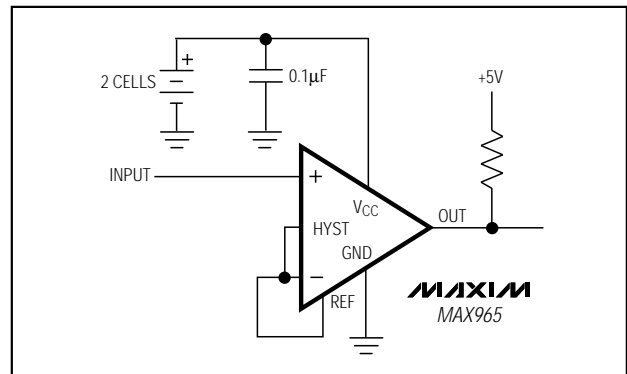 +
2 CELLS
0.1μF
+5V
INPUT
+
VCC
OUT
HYST
GND
−
REF
MAXIM
MAX965